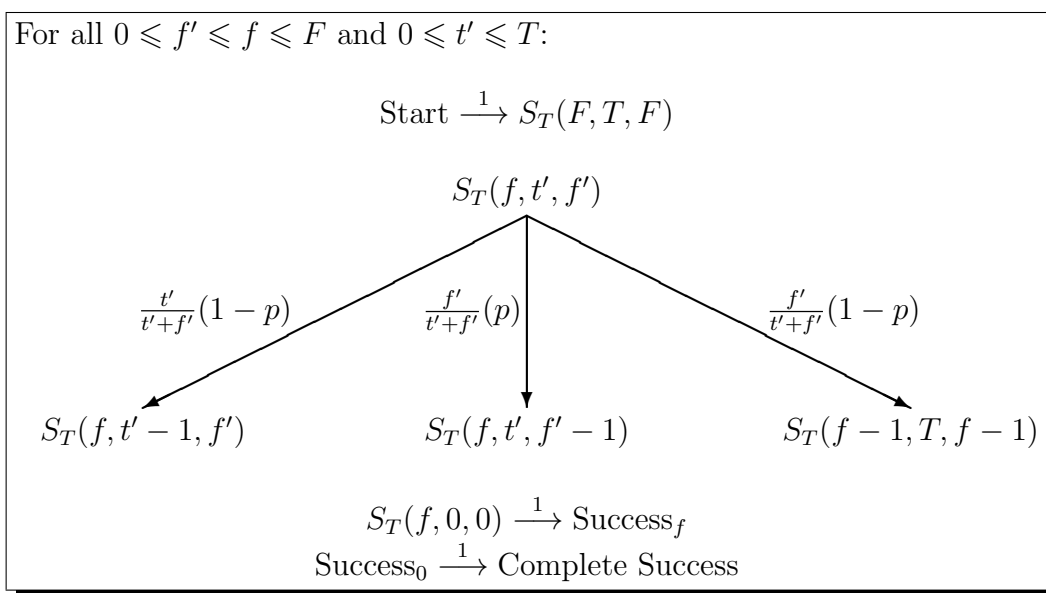 For all 0 ⩽ f′ ⩽ f ⩽ F and 0 ⩽ t′ ⩽ T:
Start —1→ S_T(F, T, F)
S_T(f, t′, f′)
t′/(t′+f′) (1 − p) f′/(t′+f′) (p) f′/(t′+f′) (1 − p)
S_T(f, t′ − 1, f′) S_T(f, t′, f′ − 1) S_T(f − 1, T, f − 1)
S_T(f, 0, 0) —1→ Success_f
Success_0 —1→ Complete Success